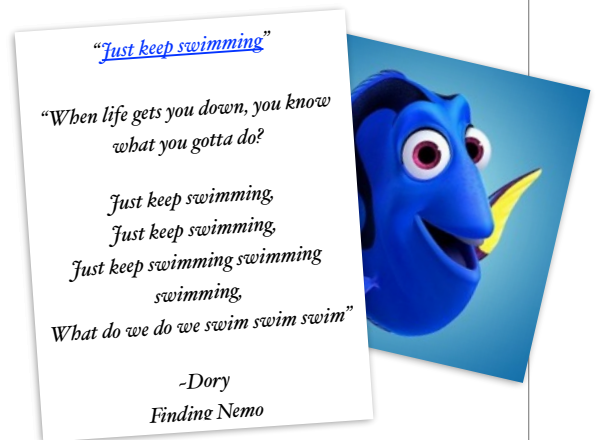 “Just keep swimming”
“When life gets you down, you know
what you gotta do?
Just keep swimming,
Just keep swimming,
Just keep swimming swimming
swimming,
What do we do we swim swim swim”
~Dory
Finding Nemo